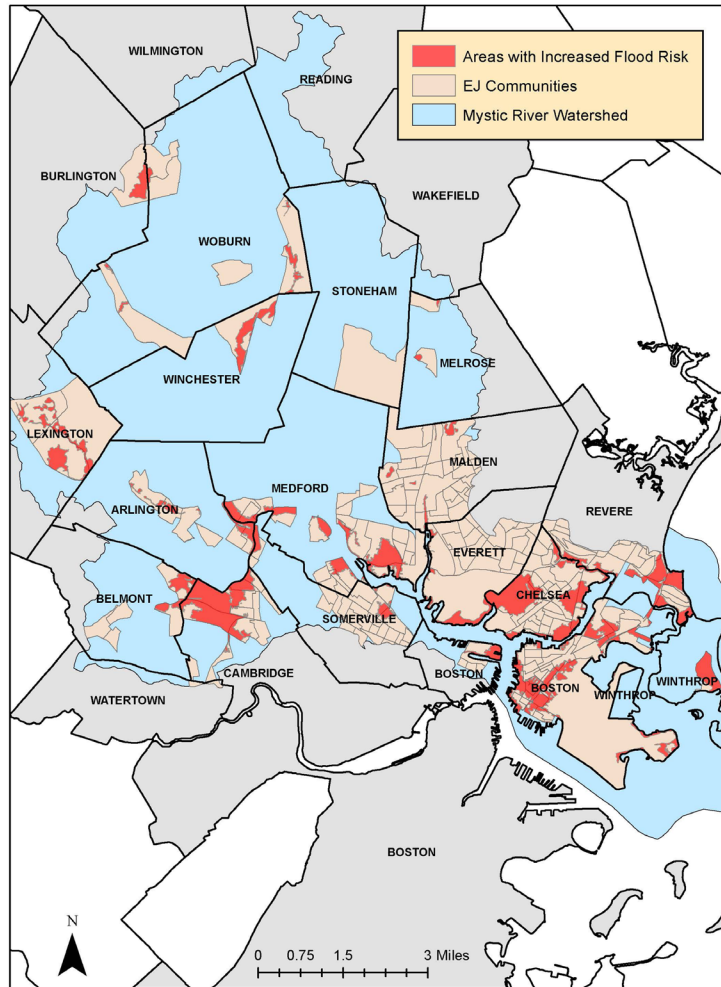 WILMINGTON
READING
Areas with Increased Flood Risk
EJ Communities
Mystic River Watershed
BURLINGTON
WAKEFIELD
WOBURN
STONEHAM
MELROSE
WINCHESTER
LEXINGTON
MALDEN
MEDFORD
ARLINGTON
REVERE
EVERETT
BELMONT
CHELSEA
SOMERVILLE
CAMBRIDGE
BOSTON
WATERTOWN
BOSTON
WINTHROP
WINTHROP
BOSTON
N
0 0.75 1.5 3 Miles